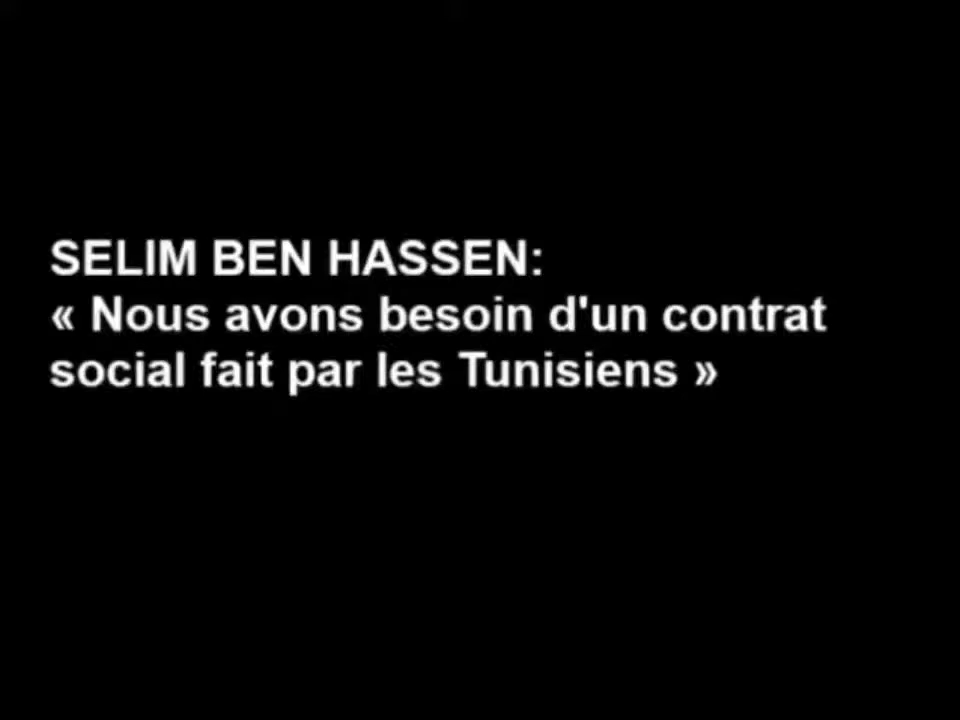 SELIM BEN HASSEN:
« Nous avons besoin d'un contrat
social fait par les Tunisiens »